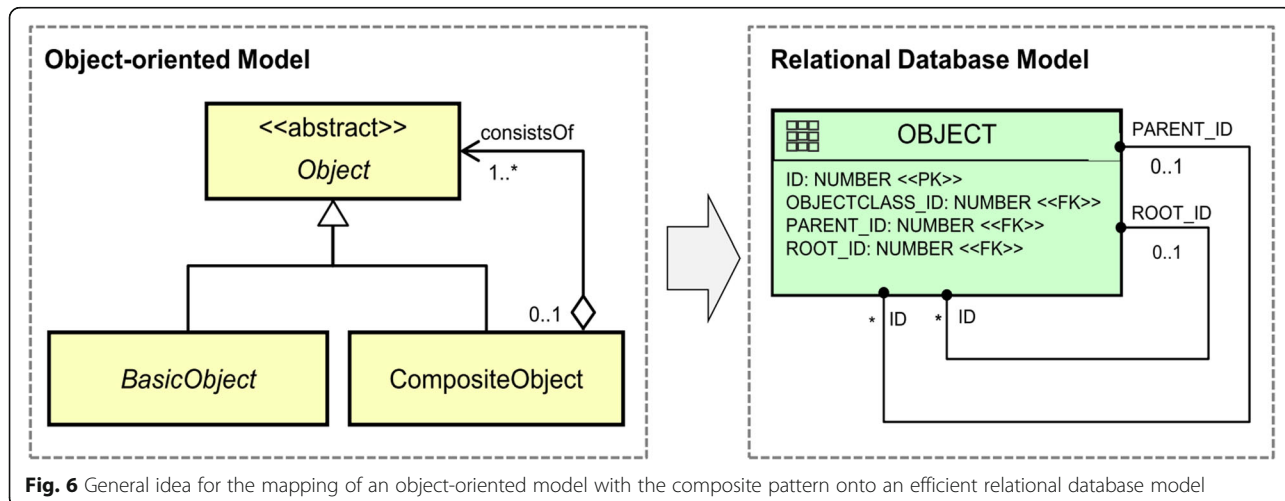 Object-oriented Model
<<abstract>>
Object
consistsOf
1..*
0..1
BasicObject
CompositeObject
Relational Database Model
OBJECT
ID: NUMBER <<PK>>
OBJECTCLASS_ID: NUMBER <<FK>>
PARENT_ID: NUMBER <<FK>>
ROOT_ID: NUMBER <<FK>>
PARENT_ID
0..1
ROOT_ID
0..1
* ID
* ID
Fig. 6 General idea for the mapping of an object-oriented model with the composite pattern onto an efficient relational database model